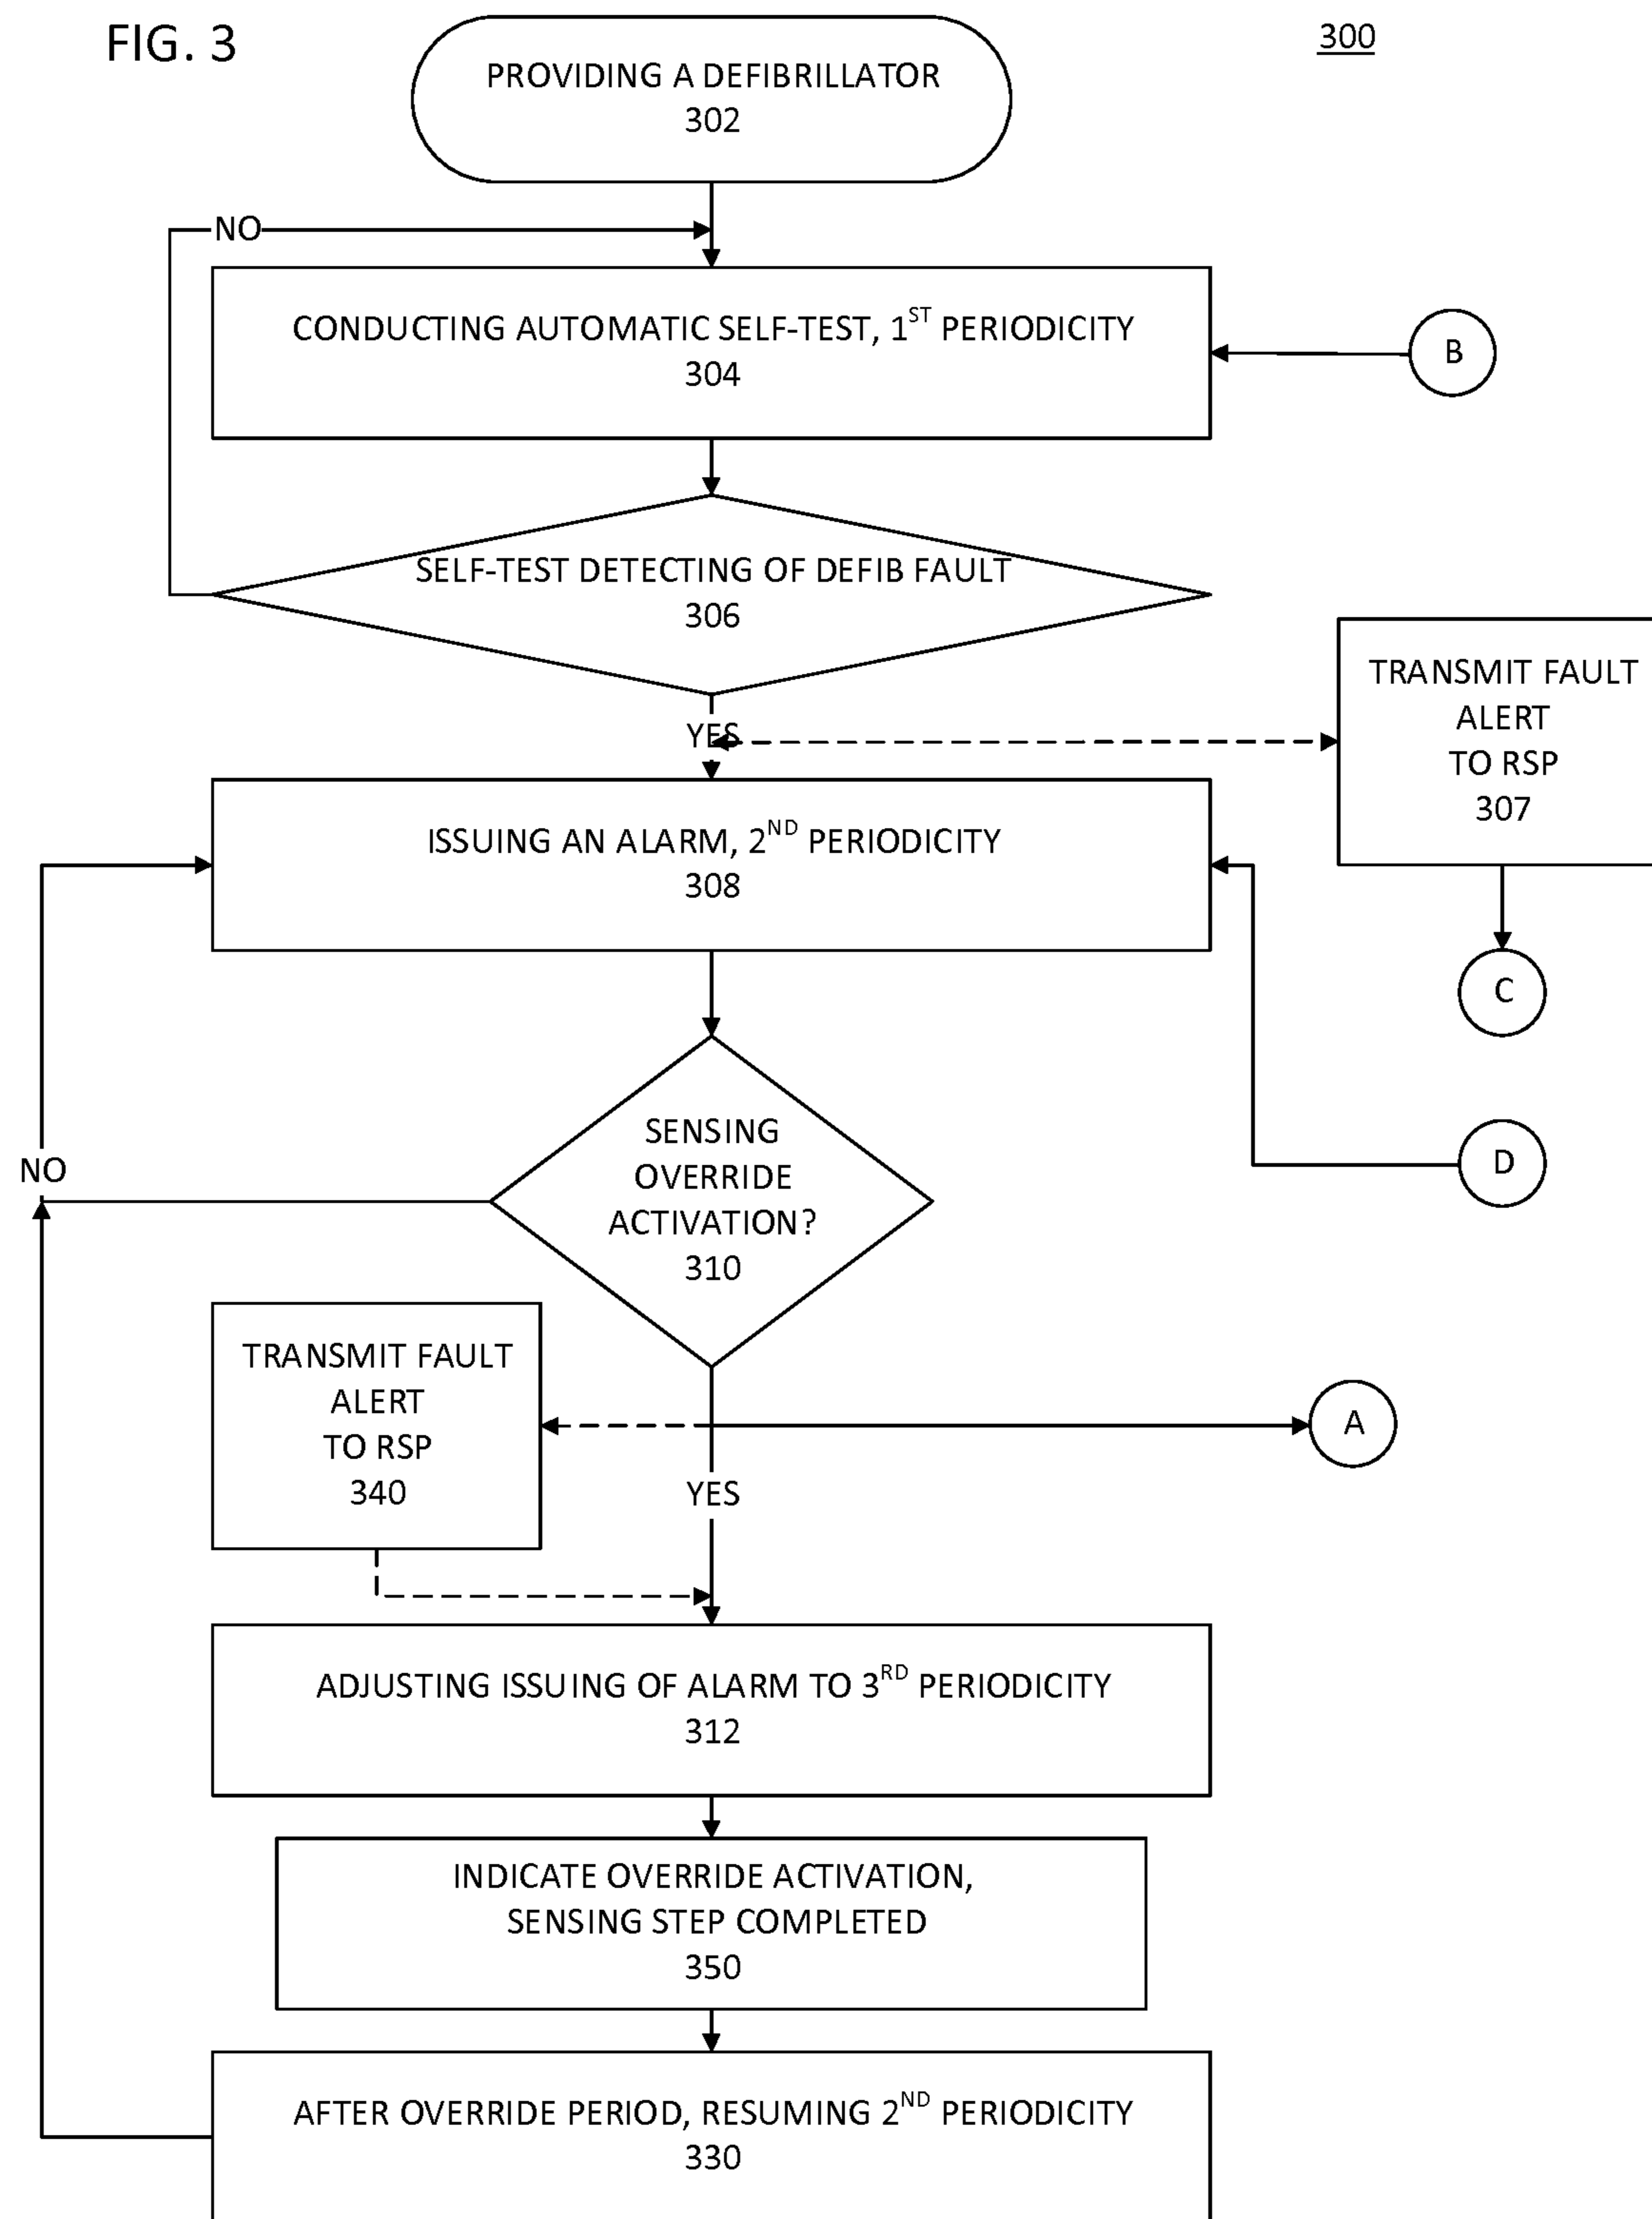 FIG. 3
300
PROVIDING A DEFIBRILLATOR
302
NO
CONDUCTING AUTOMATIC SELF-TEST, 1ST PERIODICITY
304
B
SELF-TEST DETECTING OF DEFIB FAULT
306
YES
TRANSMIT FAULT
ALERT
TO RSP
307
ISSUING AN ALARM, 2ND PERIODICITY
308
C
SENSING
OVERRIDE
ACTIVATION?
310
D
NO
TRANSMIT FAULT
ALERT
TO RSP
340
A
YES
ADJUSTING ISSUING OF ALARM TO 3RD PERIODICITY
312
INDICATE OVERRIDE ACTIVATION,
SENSING STEP COMPLETED
350
AFTER OVERRIDE PERIOD, RESUMING 2ND PERIODICITY
330